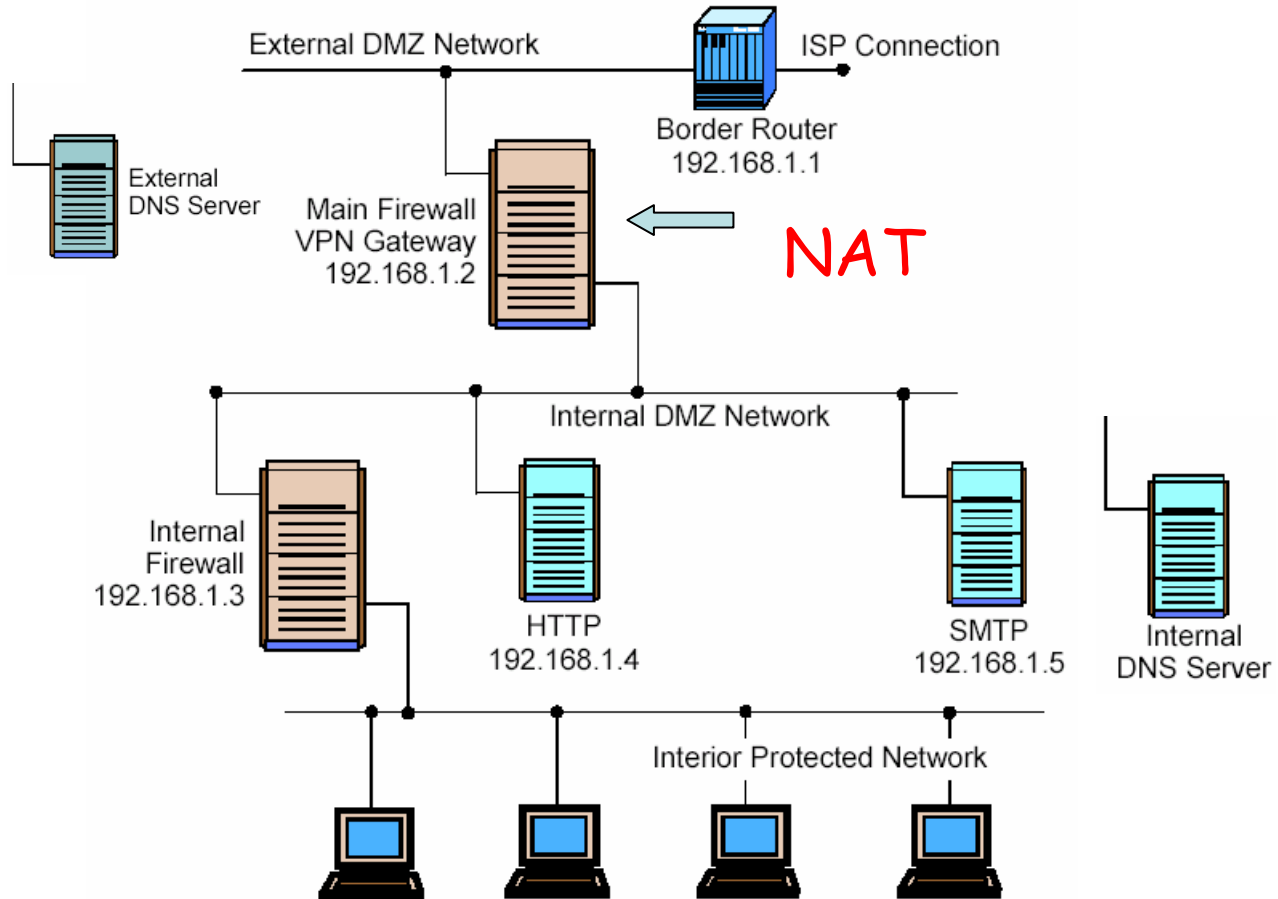 External DMZ Network
ISP Connection
Border Router
192.168.1.1
External
DNS Server
Main Firewall
VPN Gateway
192.168.1.2
NAT
Internal DMZ Network
Internal
Firewall
192.168.1.3
HTTP
192.168.1.4
SMTP
192.168.1.5
Internal
DNS Server
Interior Protected Network